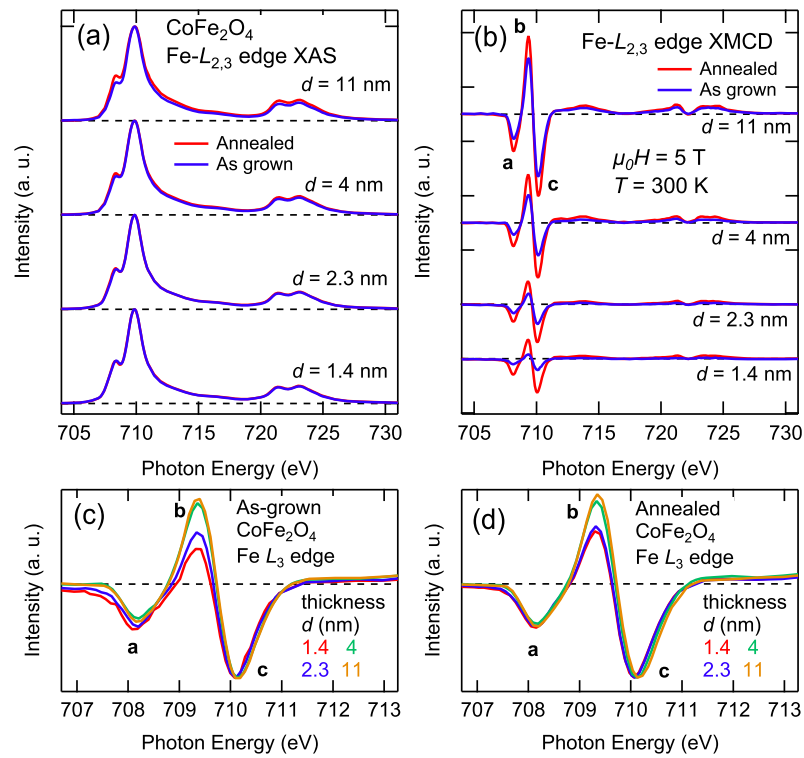 (a)
CoFe2O4
Fe-L2,3 edge XAS
d = 11 nm
Annealed
As grown
d = 4 nm
d = 2.3 nm
d = 1.4 nm
Intensity (a. u.)
705 710 715 720 725 730
Photon Energy (eV)
(b)
b
Fe-L2,3 edge XMCD
Annealed
As grown
d = 11 nm
a
μ0H = 5 T
c
T = 300 K
d = 4 nm
d = 2.3 nm
d = 1.4 nm
Intensity (a. u.)
705 710 715 720 725 730
Photon Energy (eV)
(c)
b
As-grown
CoFe2O4
Fe L3 edge
thickness
d (nm)
1.4 4
2.3 11
a
c
Intensity (a. u.)
707 708 709 710 711 712 713
Photon Energy (eV)
(d)
b
Annealed
CoFe2O4
Fe L3 edge
thickness
d (nm)
1.4 4
2.3 11
a
c
Intensity (a. u.)
707 708 709 710 711 712 713
Photon Energy (eV)